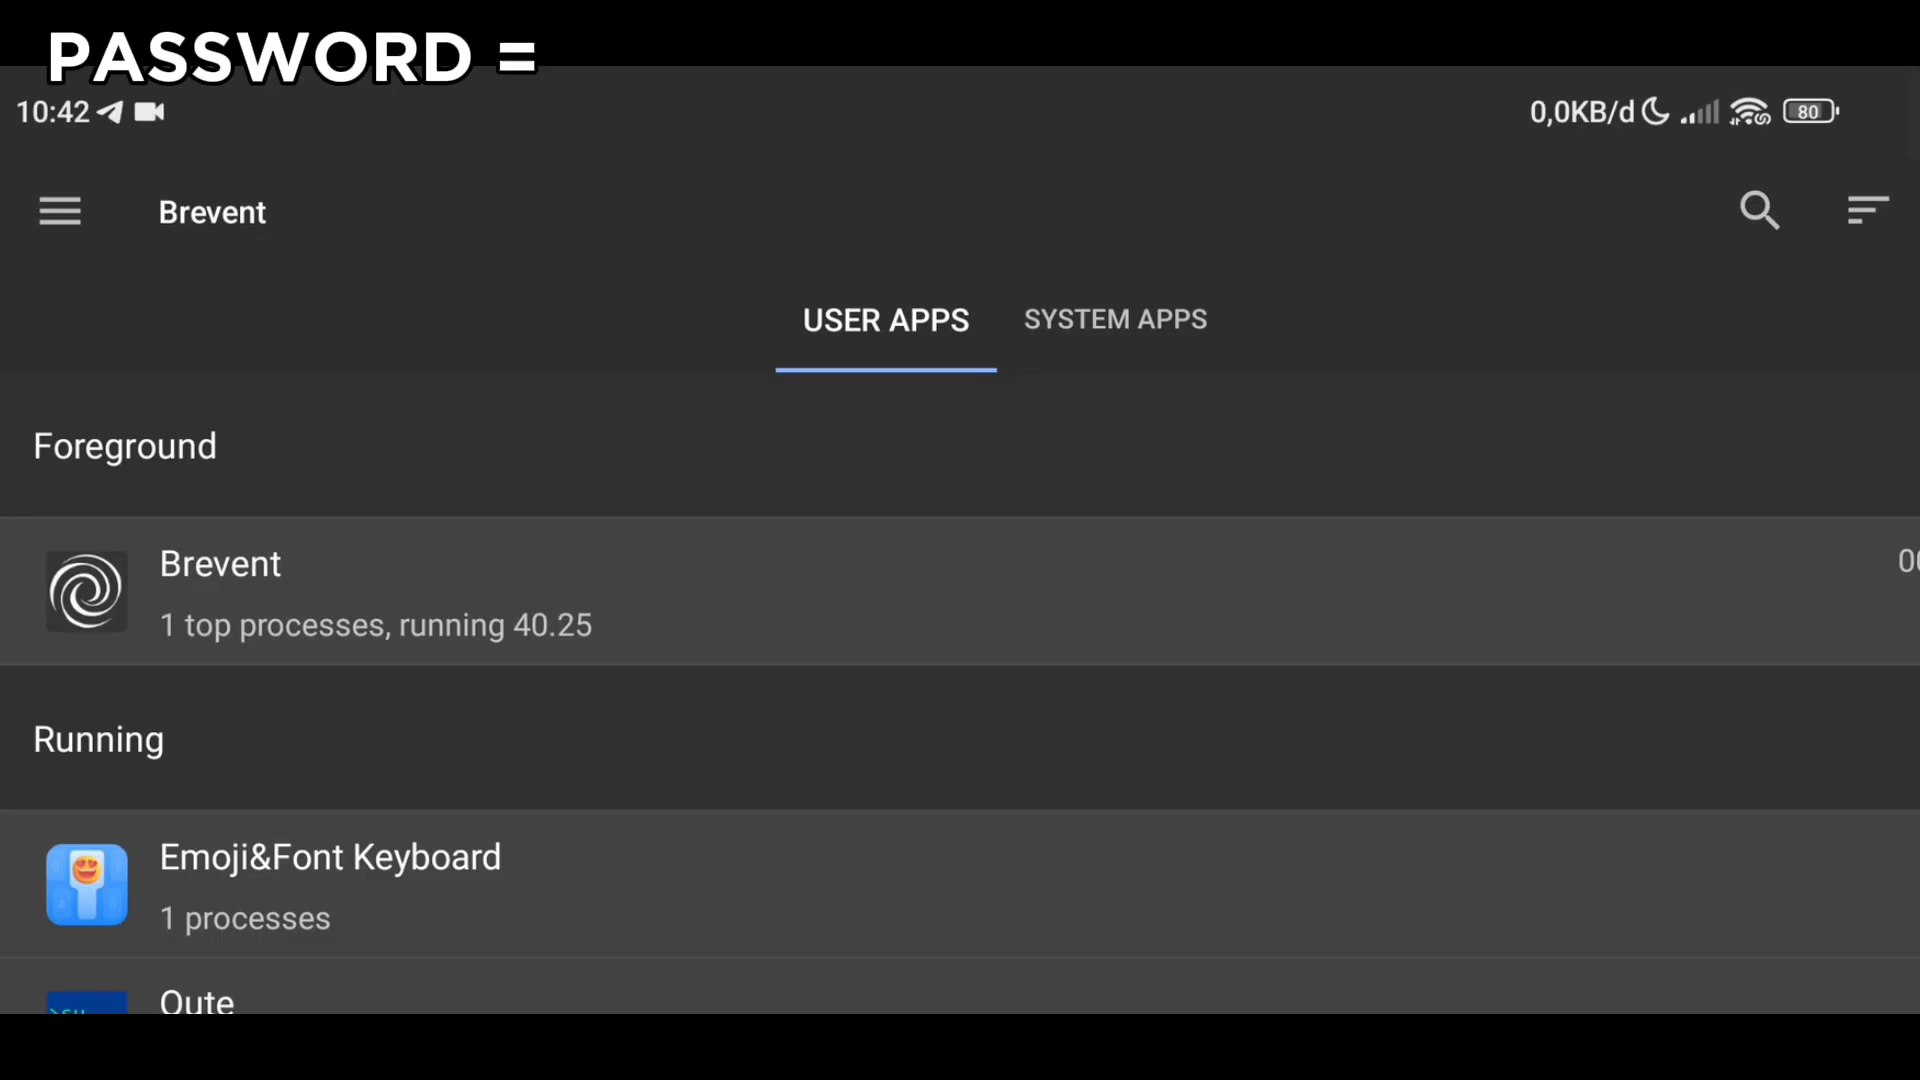 PASSWORD =
10:42
0,0KB/d
80
Brevent
USER APPS
SYSTEM APPS
Foreground
Brevent
00
1 top processes, running 40.25
Running
Emoji&Font Keyboard
1 processes
Qute